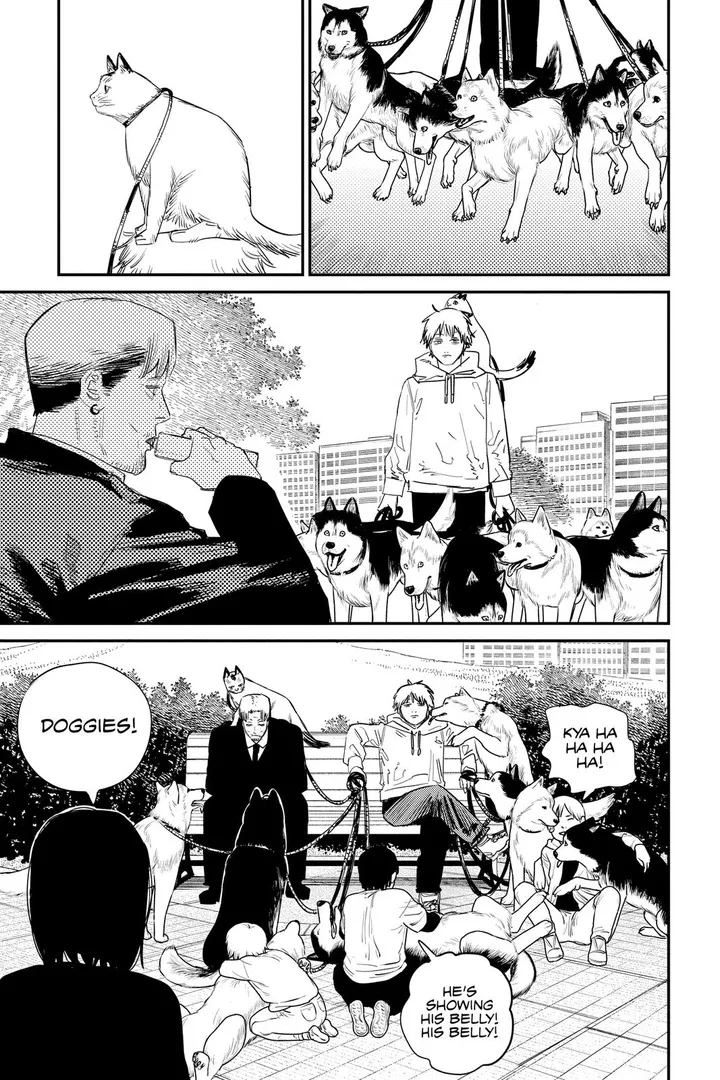 KYA HA
HA HA
HA!
HE'S
SHOWING
HIS BELLY!
HIS BELLY!
DOGGIES!